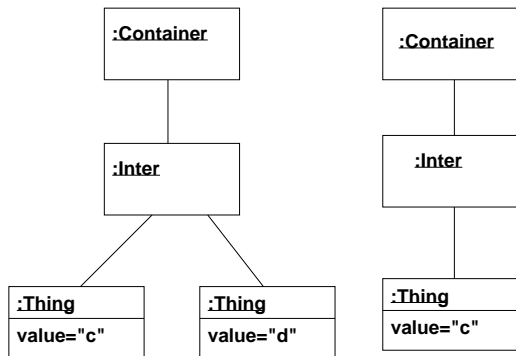 :Container
:Inter
:Thing
value="c"
:Thing
value="d"
:Container
:Inter
:Thing
value="c"